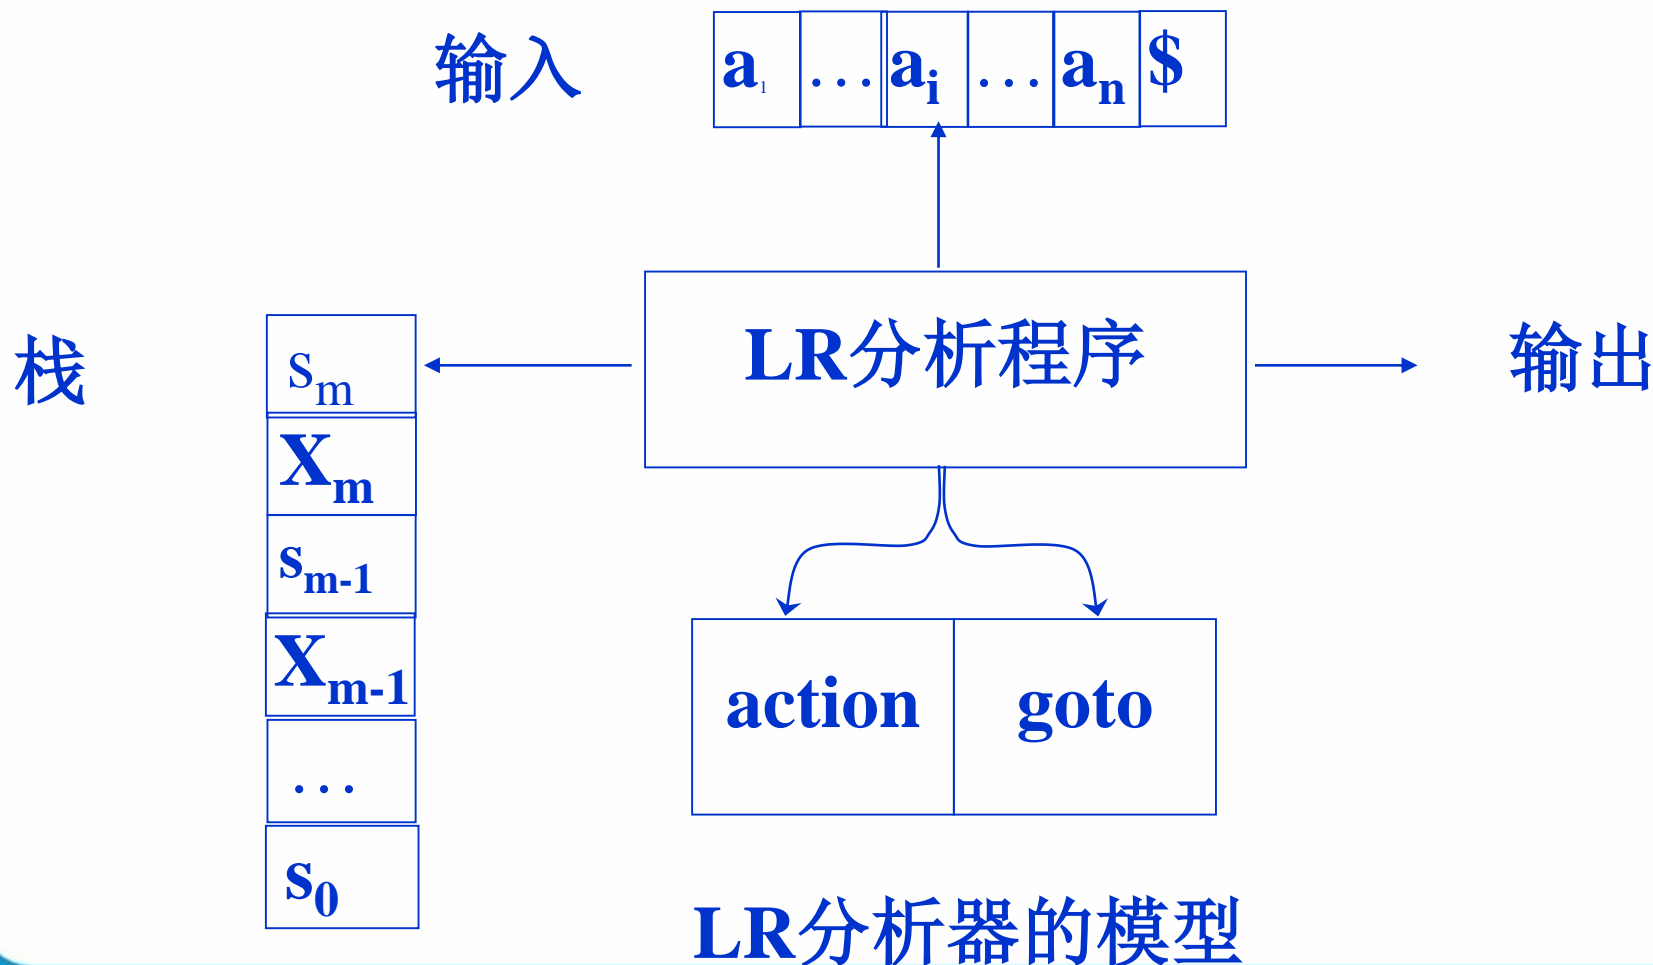 输入 a1 … ai … an $
LR分析程序
栈
输出
sm
Xm
sm-1
Xm-1
…
s0
action goto
LR分析器的模型